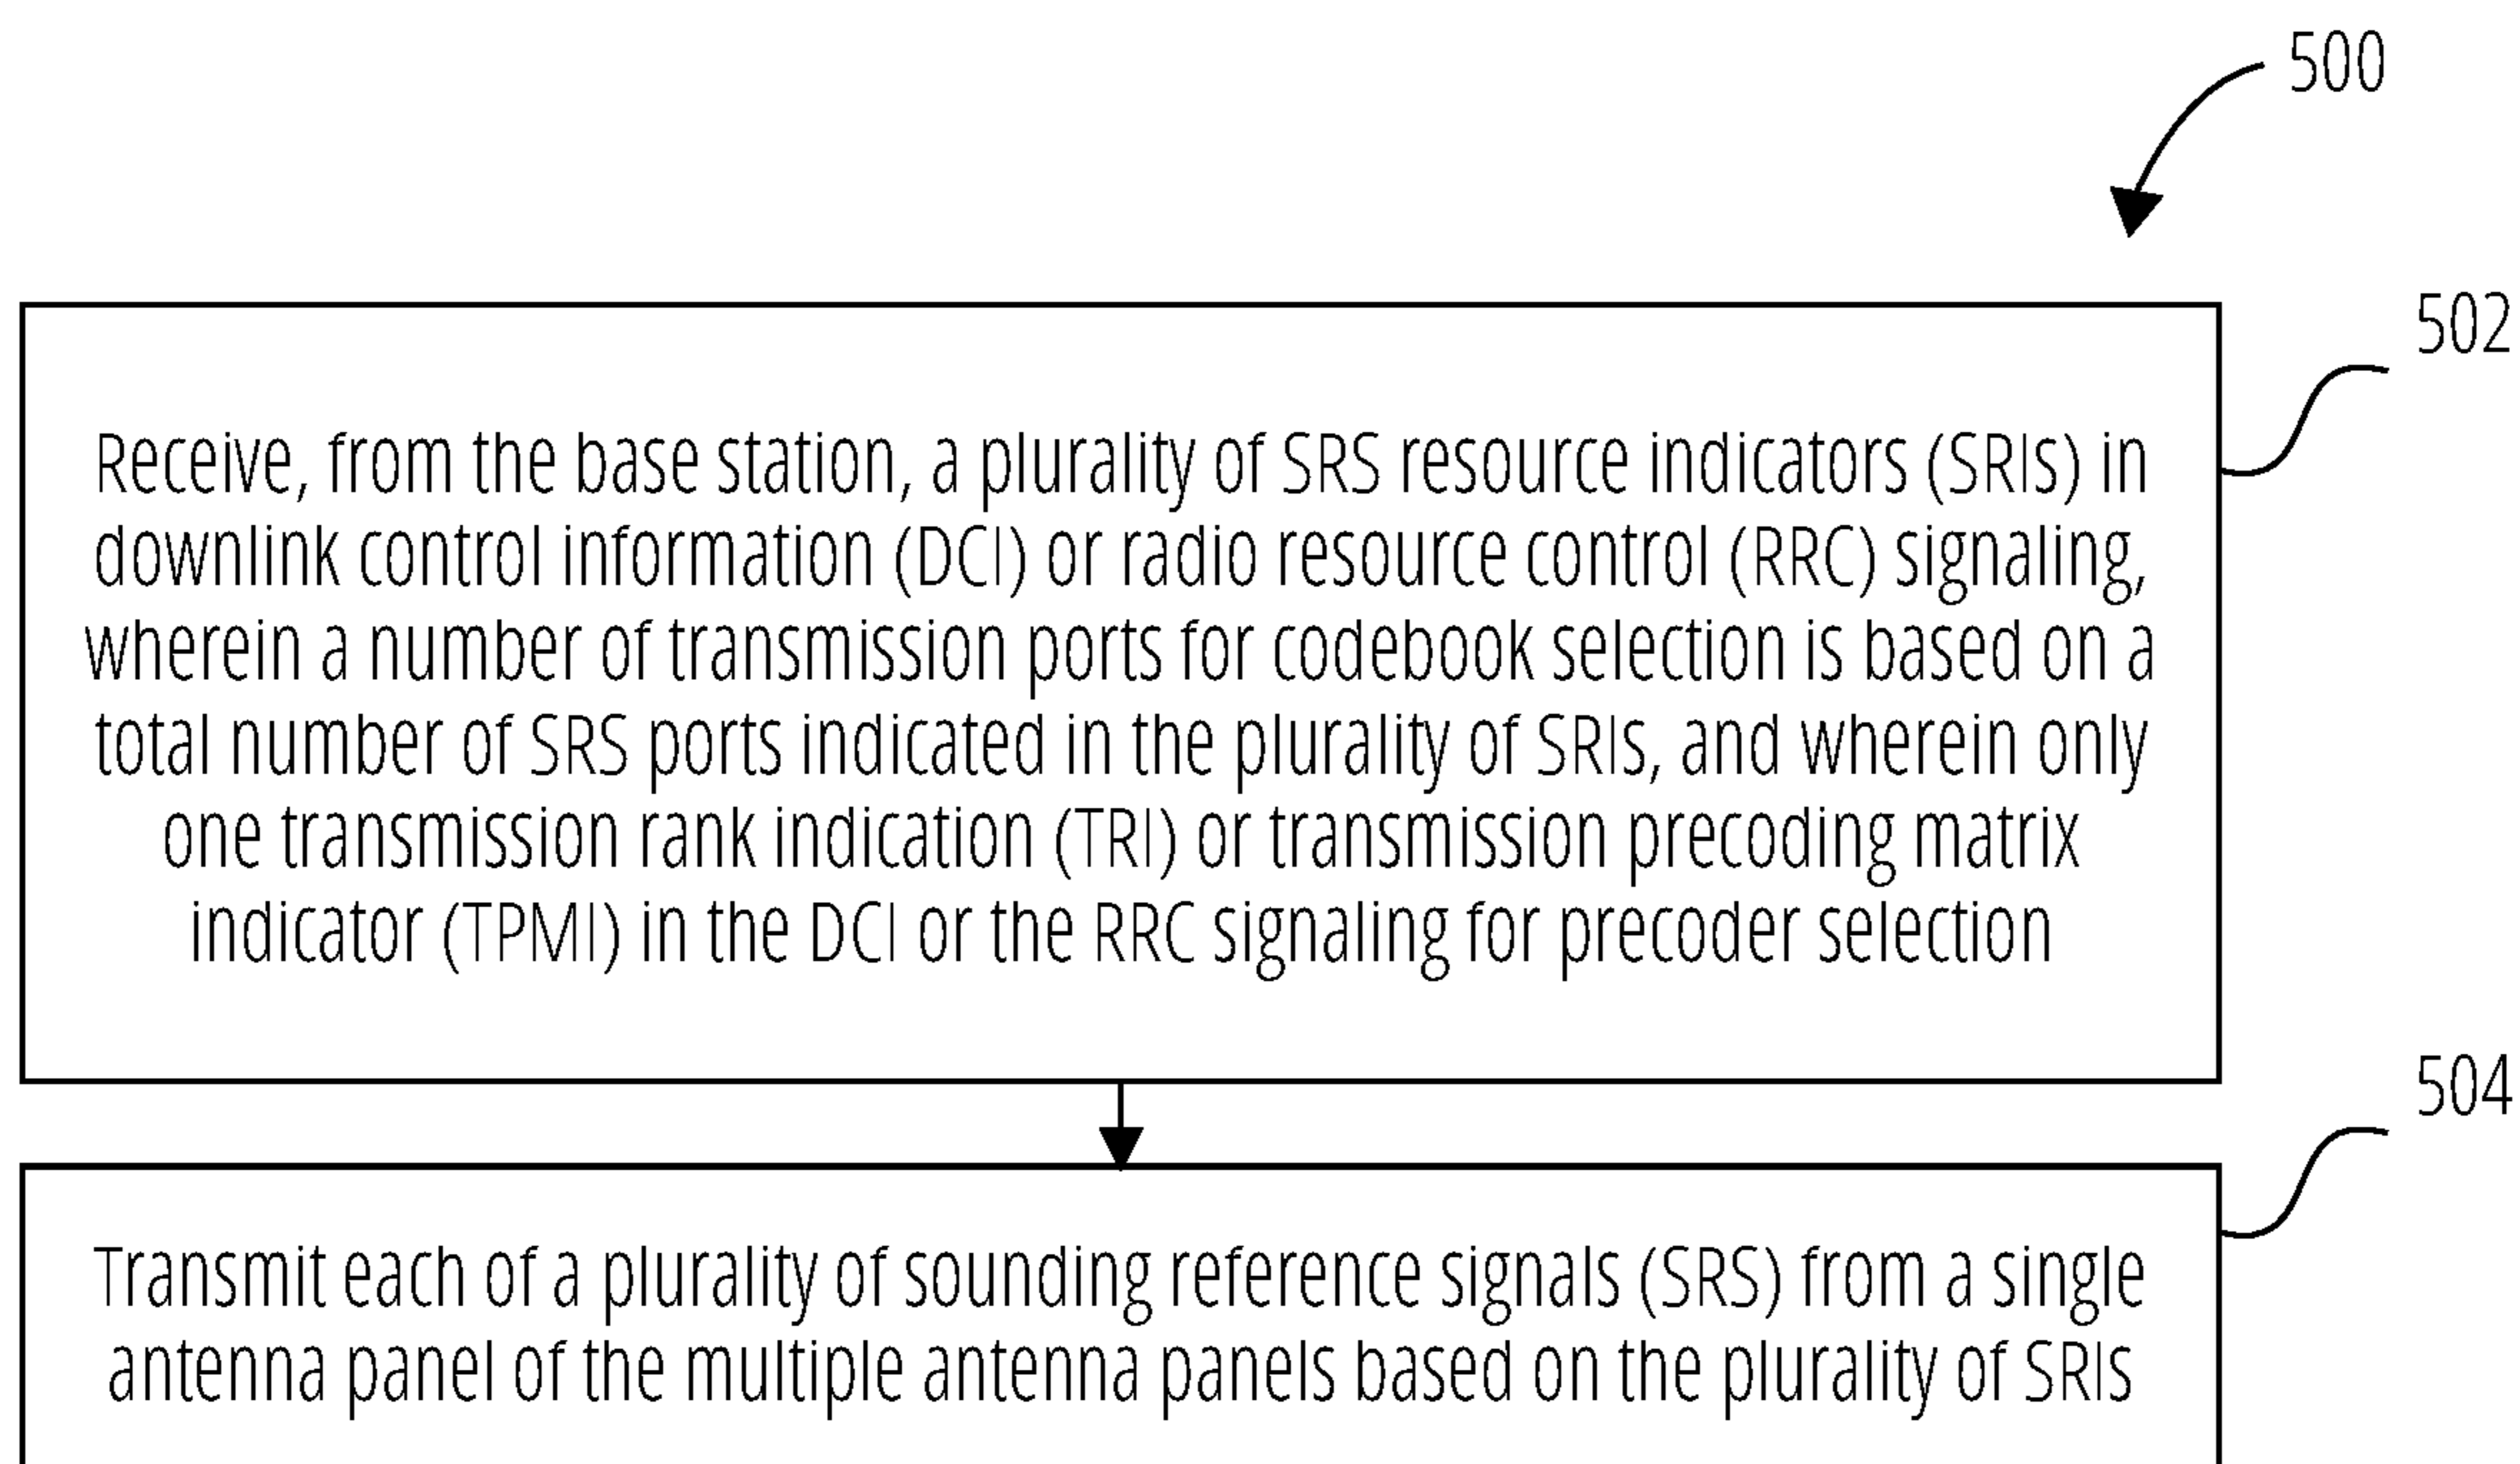 500
502
Receive, from the base station, a plurality of SRS resource indicators (SRIs) in
downlink control information (DCI) or radio resource control (RRC) signaling,
wherein a number of transmission ports for codebook selection is based on a
total number of SRS ports indicated in the plurality of SRIs, and wherein only
one transmission rank indication (TRI) or transmission precoding matrix
indicator (TPMI) in the DCI or the RRC signaling for precoder selection
504
Transmit each of a plurality of sounding reference signals (SRS) from a single
antenna panel of the multiple antenna panels based on the plurality of SRIs